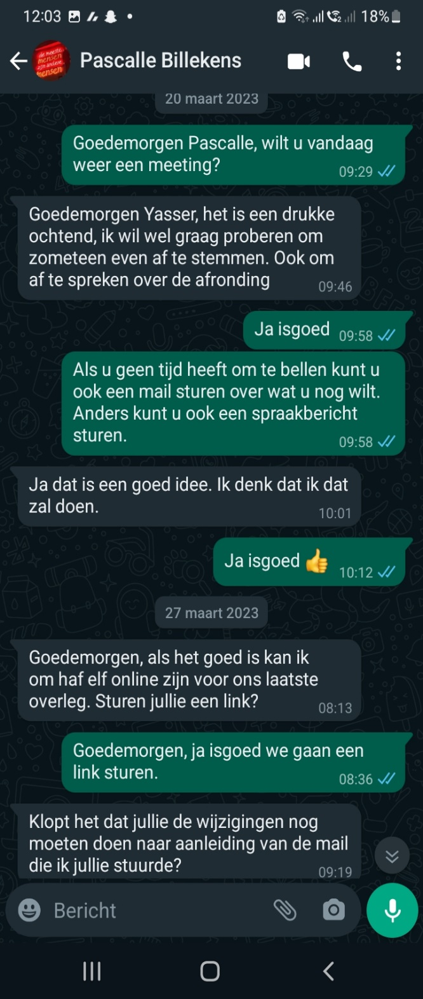 12:03
18%
de meeste
mensen
zijn andere
mensen
Pascalle Billekens
20 maart 2023
Goedemorgen Pascalle, wilt u vandaag
weer een meeting?
09:29
Goedemorgen Yasser, het is een drukke
ochtend, ik wil wel graag proberen om
zometeen even af te stemmen. Ook om
af te spreken over de afronding
09:46
Ja isgoed
09:58
Als u geen tijd heeft om te bellen kunt u
ook een mail sturen over wat u nog wilt.
Anders kunt u ook een spraakbericht
sturen.
09:58
Ja dat is een goed idee. Ik denk dat ik dat
zal doen.
10:01
Ja isgoed 👍
10:12
27 maart 2023
Goedemorgen, als het goed is kan ik
om haf elf online zijn voor ons laatste
overleg. Sturen jullie een link?
08:13
Goedemorgen, ja isgoed we gaan een
link sturen.
08:36
Klopt het dat jullie de wijzigingen nog
moeten doen naar aanleiding van de mail
die ik jullie stuurde?
09:19
Bericht